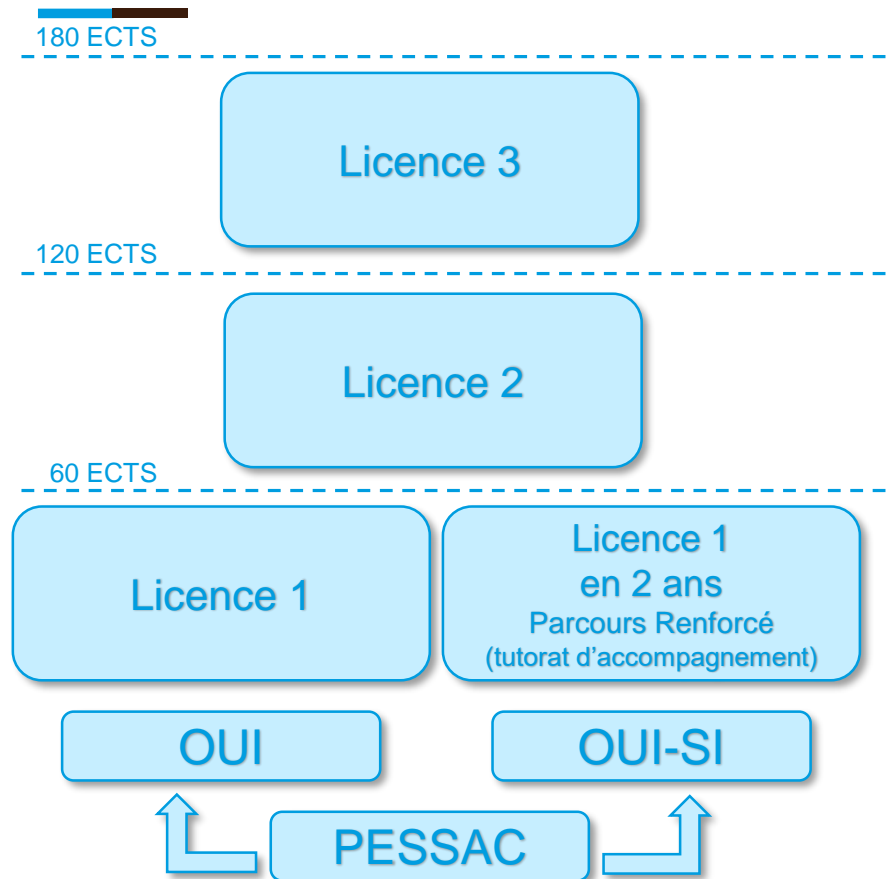 180 ECTS
Licence 3
120 ECTS
Licence 2
60 ECTS
Licence 1
Licence 1
en 2 ans
Parcours Renforcé
(tutorat d’accompagnement)
OUI
OUI-SI
PESSAC